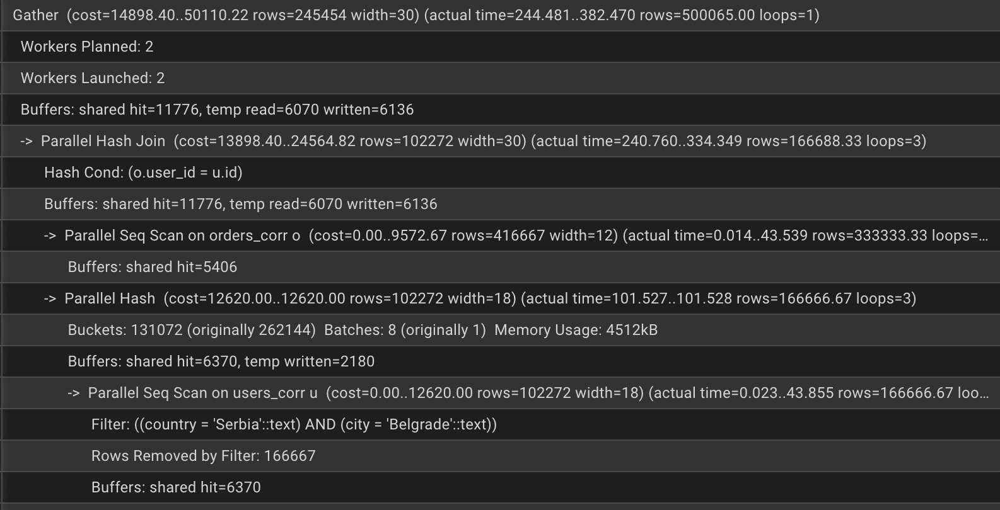 Gather (cost=14898.40..50110.22 rows=245454 width=30) (actual time=244.481..382.470 rows=500065.00 loops=1)
Workers Planned: 2
Workers Launched: 2
Buffers: shared hit=11776, temp read=6070 written=6136
-> Parallel Hash Join (cost=13898.40..24564.82 rows=102272 width=30) (actual time=240.760..334.349 rows=166688.33 loops=3)
Hash Cond: (o.user_id = u.id)
Buffers: shared hit=11776, temp read=6070 written=6136
-> Parallel Seq Scan on orders_corr o (cost=0.00..9572.67 rows=416667 width=12) (actual time=0.014..43.539 rows=333333.33 loops=…
Buffers: shared hit=5406
-> Parallel Hash (cost=12620.00..12620.00 rows=102272 width=18) (actual time=101.527..101.528 rows=166666.67 loops=3)
Buckets: 131072 (originally 262144) Batches: 8 (originally 1) Memory Usage: 4512kB
Buffers: shared hit=6370, temp written=2180
-> Parallel Seq Scan on users_corr u (cost=0.00..12620.00 rows=102272 width=18) (actual time=0.023..43.855 rows=166666.67 loo…
Filter: ((country = 'Serbia'::text) AND (city = 'Belgrade'::text))
Rows Removed by Filter: 166667
Buffers: shared hit=6370